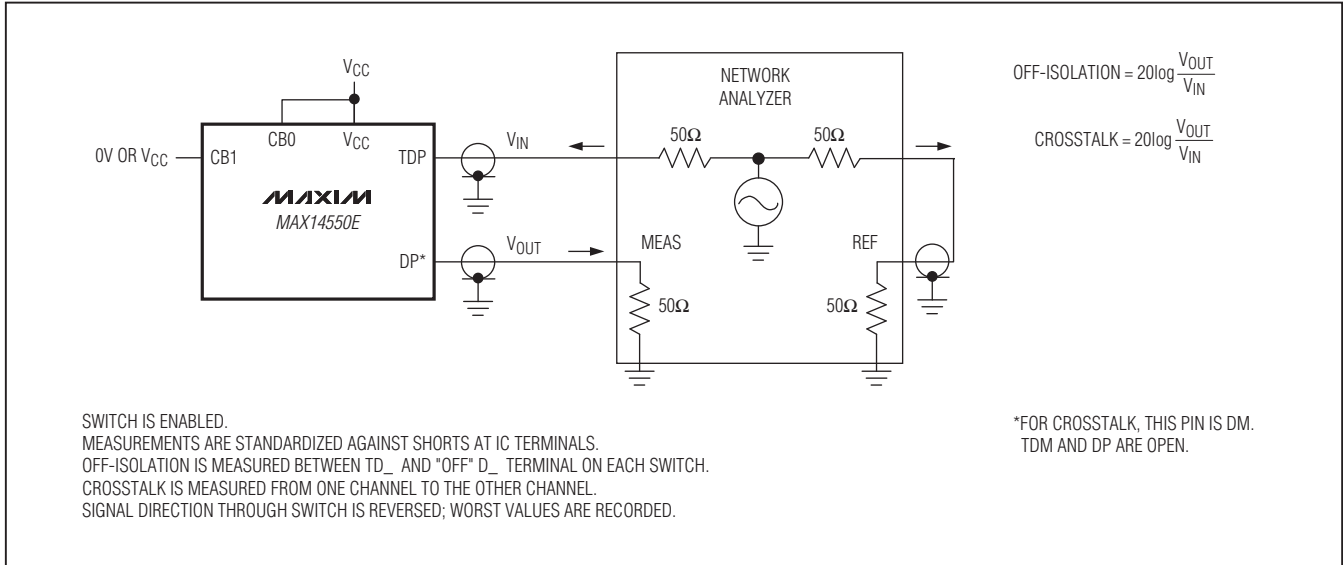 VCC
NETWORK
ANALYZER
OFF-ISOLATION = 20log VOUT
VIN
CROSSTALK = 20log VOUT
VIN
0V OR VCC
CB1
CB0
VCC
TDP
VIN
50Ω
50Ω
MAXIM
MAX14550E
DP*
VOUT
MEAS
REF
50Ω
50Ω
SWITCH IS ENABLED.
MEASUREMENTS ARE STANDARDIZED AGAINST SHORTS AT IC TERMINALS.
OFF-ISOLATION IS MEASURED BETWEEN TD_ AND "OFF" D_ TERMINAL ON EACH SWITCH.
CROSSTALK IS MEASURED FROM ONE CHANNEL TO THE OTHER CHANNEL.
SIGNAL DIRECTION THROUGH SWITCH IS REVERSED; WORST VALUES ARE RECORDED.
*FOR CROSSTALK, THIS PIN IS DM.
TDM AND DP ARE OPEN.